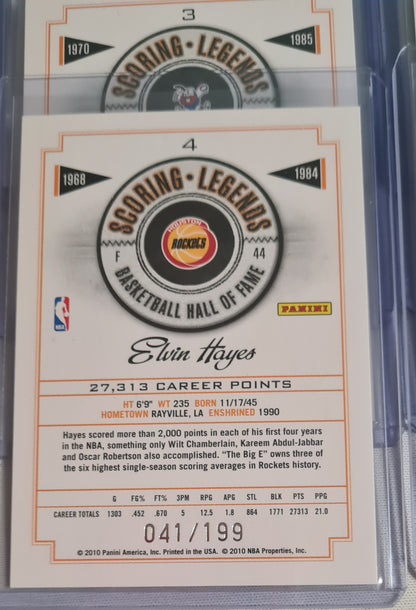 3
1970
1985
SCORING • LEGENDS
4
1968
1984
SCORING • LEGENDS
HOUSTON
ROCKETS
F
44
BASKETBALL HALL OF FAME
NBA
PANINI
Elvin Hayes
27,313 CAREER POINTS
HT 6'9" WT 235 BORN 11/17/45
HOMETOWN RAYVILLE, LA ENSHRINED 1990
Hayes scored more than 2,000 points in each of his first four years
in the NBA, something only Wilt Chamberlain, Kareem Abdul-Jabbar
and Oscar Robertson also accomplished. "The Big E" owns three
of the six highest single-season scoring averages in Rockets history.
G FG% FT% 3PM RPG APG STL BLK PTS PPG
CAREER TOTALS 1303 .452 .670 5 12.5 1.8 864 1771 27313 21.0
041/199
© 2010 Panini America, Inc. Printed in the USA. © 2010 NBA Properties, Inc.